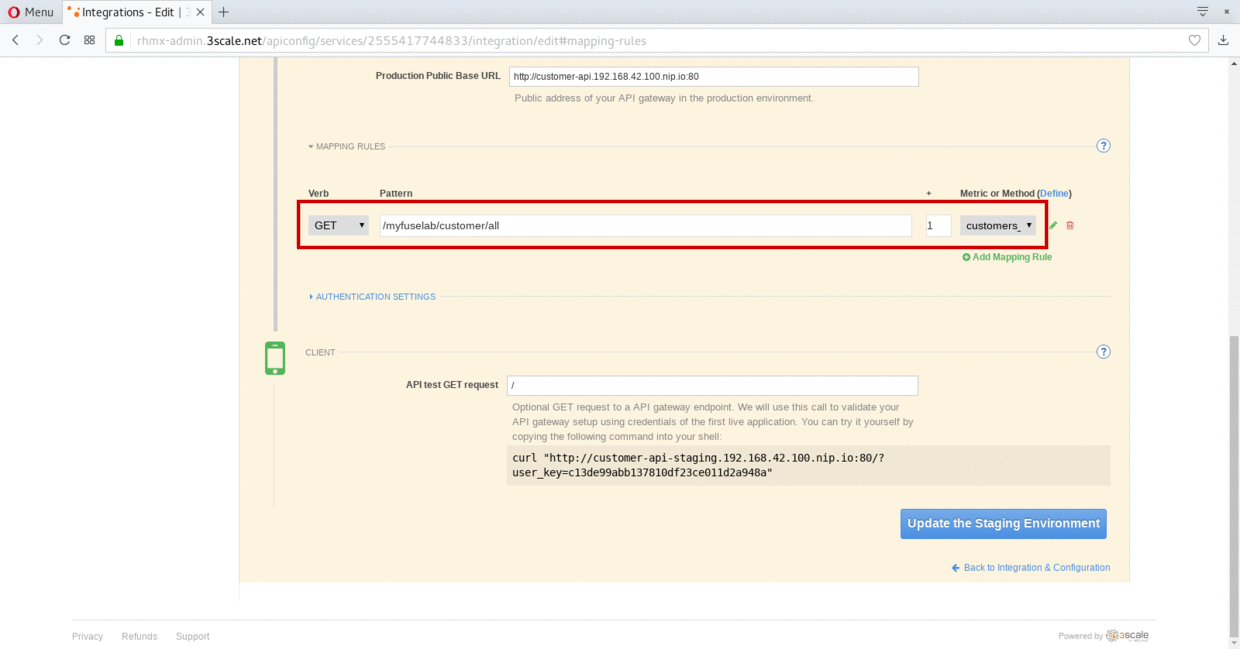 Menu
Integrations - Edit |
rhmx-admin.3scale.net/apiconfig/services/2555417744833/integration/edit#mapping-rules
Production Public Base URL
http://customer-api.192.168.42.100.nip.io:80
Public address of your API gateway in the production environment.
MAPPING RULES
?
Verb Pattern + Metric or Method (Define)
GET /myfuselab/customer/all 1 customers_
Add Mapping Rule
AUTHENTICATION SETTINGS
CLIENT
?
API test GET request
/
Optional GET request to a API gateway endpoint. We will use this call to validate your
API gateway setup using credentials of the first live application. You can try it yourself by
copying the following command into your shell:
curl "http://customer-api-staging.192.168.42.100.nip.io:80/?
user_key=c13de99abb137810df23ce011d2a948a"
Update the Staging Environment
Back to Integration & Configuration
Privacy Refunds Support
Powered by 3scale